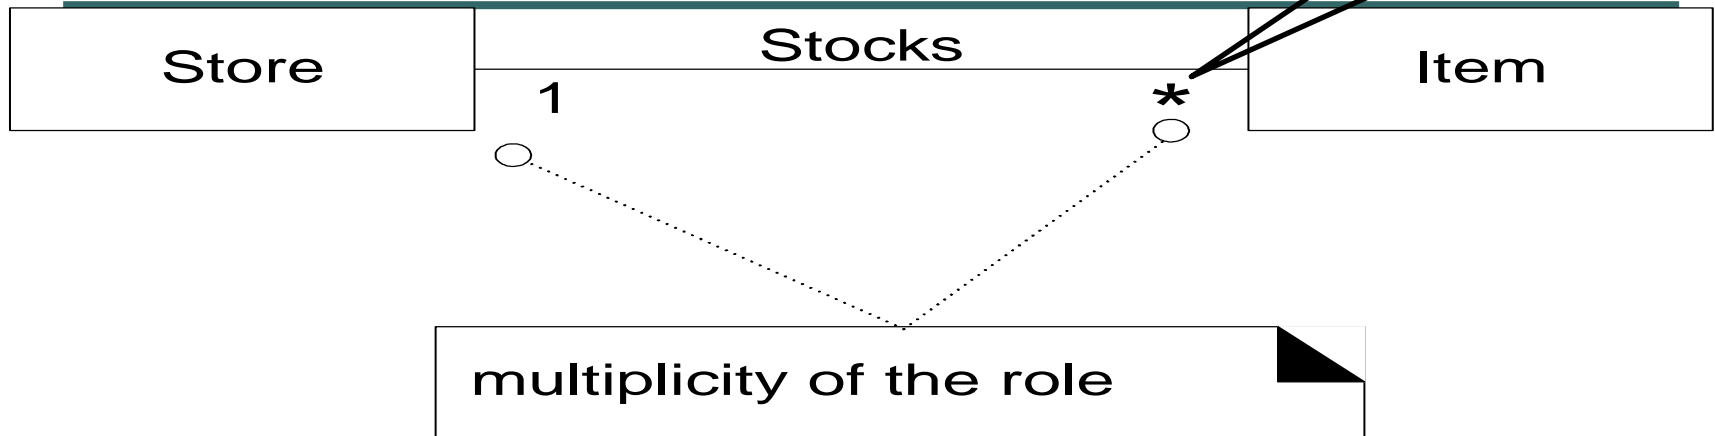 Store
Stocks
Item
1
*
multiplicity of the role